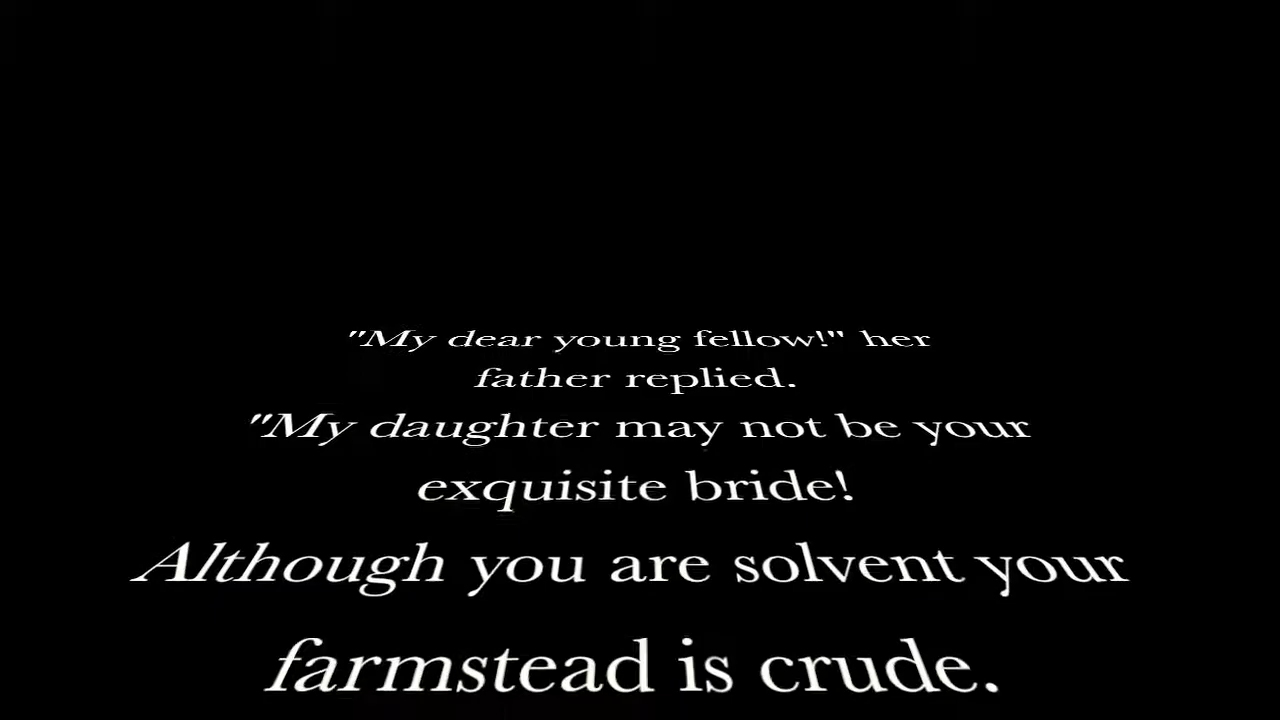 "My dear young fellow!" her
father replied.
"My daughter may not be your
exquisite bride!
Although you are solvent your
farmstead is crude.